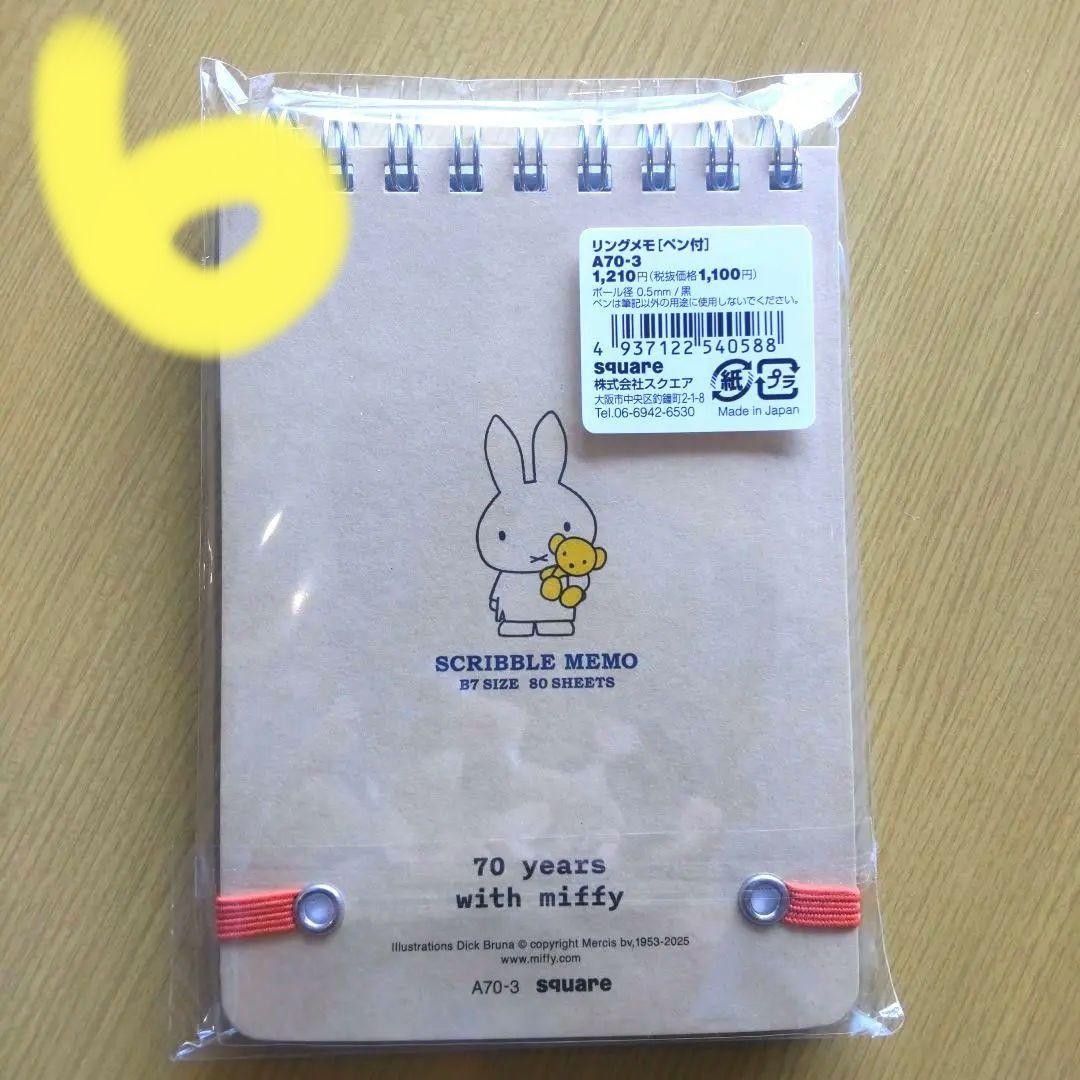 6
リングメモ[ペン付]
A70-3
1,210円(税抜価格1,100円)
ボール径 0.5mm / 黒
ペンは筆記以外の用途に使用しないでください。
4 937122 540588
square
株式会社スクエア
大阪市中央区釣鐘町2-1-8
Tel.06-6942-6530
紙
プラ
Made in Japan
SCRIBBLE MEMO
B7 SIZE 80 SHEETS
70 years
with miffy
Illustrations Dick Bruna © copyright Mercis bv,1953-2025
www.miffy.com
A70-3 square